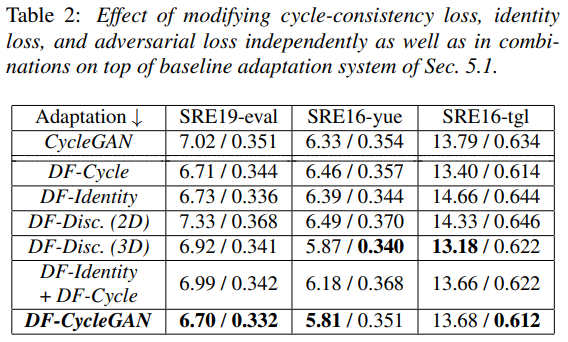 Table 2: Effect of modifying cycle-consistency loss, identity
loss, and adversarial loss independently as well as in combi-
nations on top of baseline adaptation system of Sec. 5.1.
Adaptation ↓ SRE19-eval SRE16-yue SRE16-tgl
CycleGAN 7.02 / 0.351 6.33 / 0.354 13.79 / 0.634
DF-Cycle 6.71 / 0.344 6.46 / 0.357 13.40 / 0.614
DF-Identity 6.73 / 0.336 6.39 / 0.344 14.66 / 0.644
DF-Disc. (2D) 7.33 / 0.368 6.49 / 0.370 14.33 / 0.646
DF-Disc. (3D) 6.92 / 0.341 5.87 / 0.340 13.18 / 0.622
DF-Identity
+ DF-Cycle 6.99 / 0.342 6.18 / 0.368 13.66 / 0.622
DF-CycleGAN 6.70 / 0.332 5.81 / 0.351 13.68 / 0.612